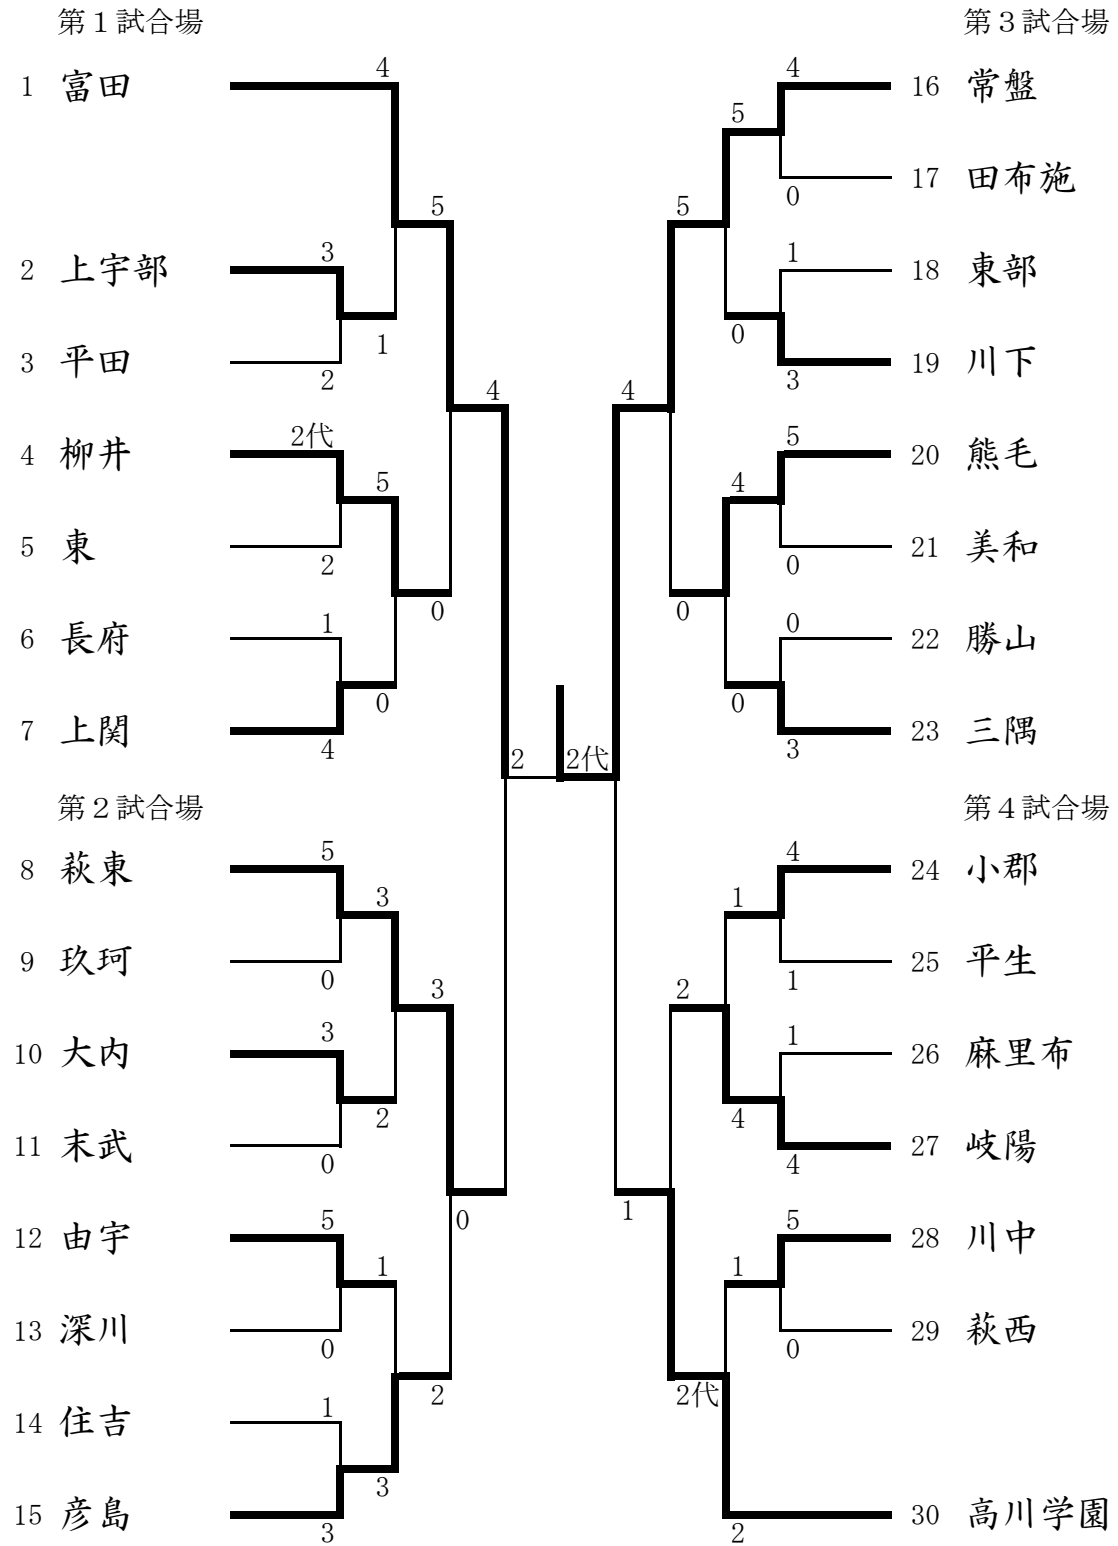 第１試合場
1 富田
2 上宇部
3 平田
4 柳井
5 東
6 長府
7 上関
4
5
3
1
2
4
2代
5
2
0
1
0
4
第２試合場
8 萩東
9 玖珂
10 大内
11 末武
12 由宇
13 深川
14 住吉
15 彦島
5
3
0
3
3
2
0
0
5
1
0
2
1
3
3
2
2代
第３試合場
16 常盤
17 田布施
18 東部
19 川下
20 熊毛
21 美和
22 勝山
23 三隅
4
5
0
5
1
0
3
4
5
4
0
0
0
0
3
第４試合場
24 小郡
25 平生
26 麻里布
27 岐陽
28 川中
29 萩西
30 高川学園
4
1
1
2
1
4
4
1
5
1
0
2代
2